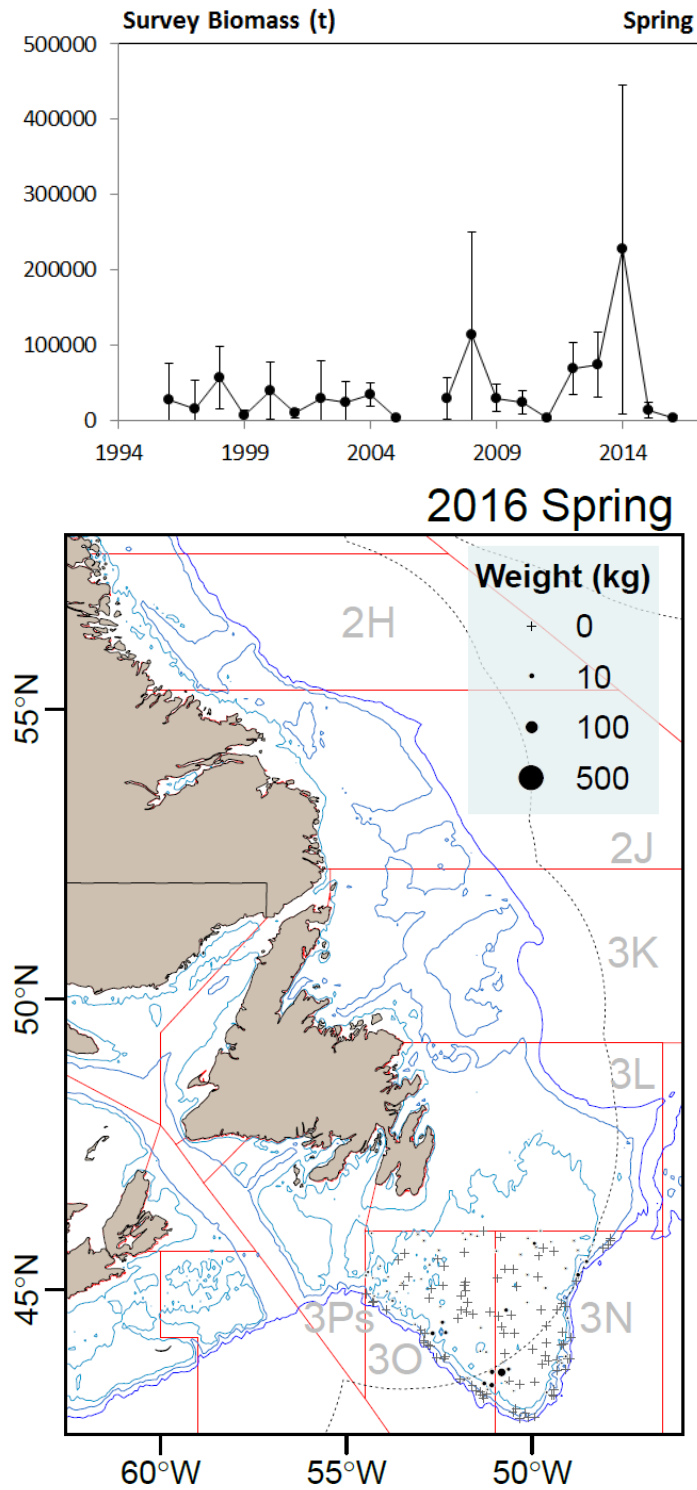 Survey Biomass (t) Spring
500000
400000
300000
200000
100000
0
1994 1999 2004 2009 2014
2016 Spring
Weight (kg)
0
10
100
500
2H
55°N
2J
3K
50°N
3L
45°N
3Ps
3N
3O
60°W 55°W 50°W